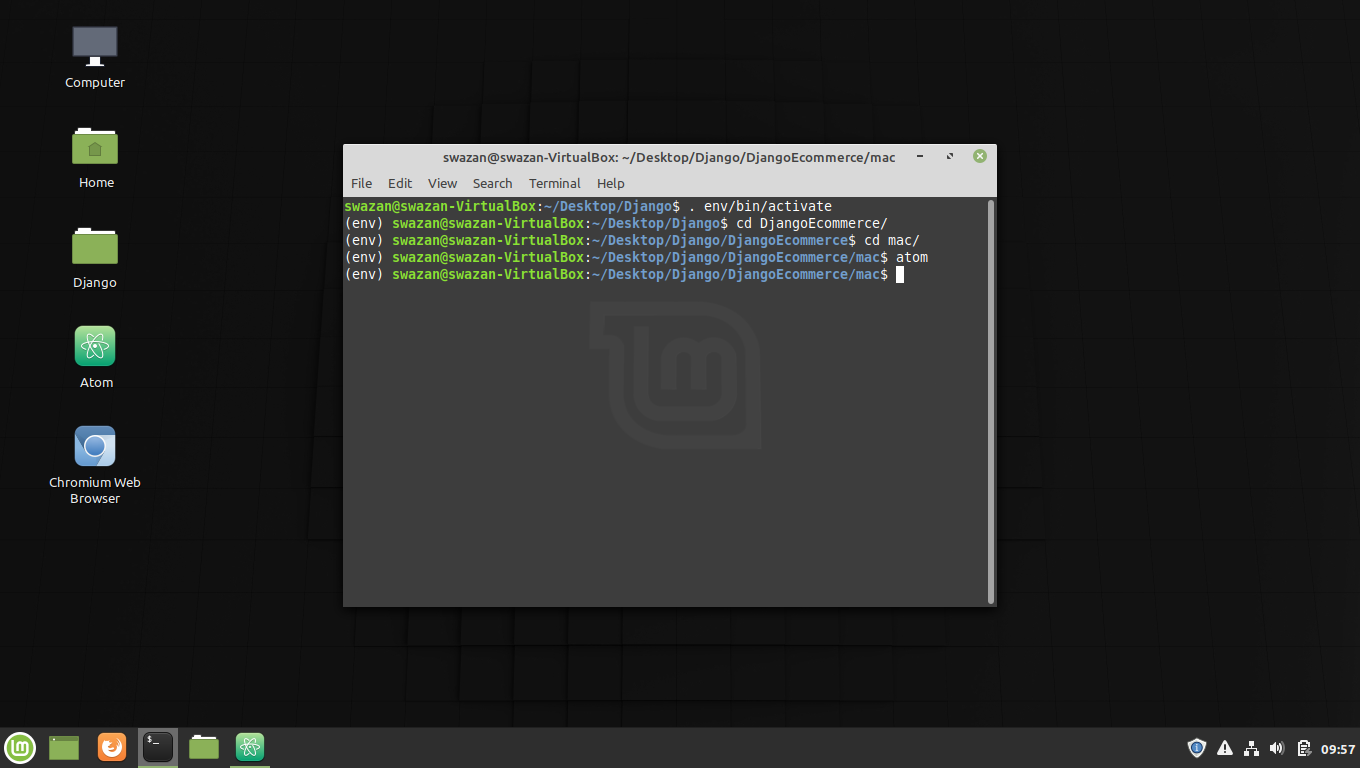 Computer
Home
Django
Atom
Chromium Web
Browser
swazan@swazan-VirtualBox: ~/Desktop/Django/DjangoEcommerce/mac
File Edit View Search Terminal Help
swazan@swazan-VirtualBox:~/Desktop/Django$ . env/bin/activate
(env) swazan@swazan-VirtualBox:~/Desktop/Django$ cd DjangoEcommerce/
(env) swazan@swazan-VirtualBox:~/Desktop/Django/DjangoEcommerce$ cd mac/
(env) swazan@swazan-VirtualBox:~/Desktop/Django/DjangoEcommerce/mac$ atom
(env) swazan@swazan-VirtualBox:~/Desktop/Django/DjangoEcommerce/mac$
09:57